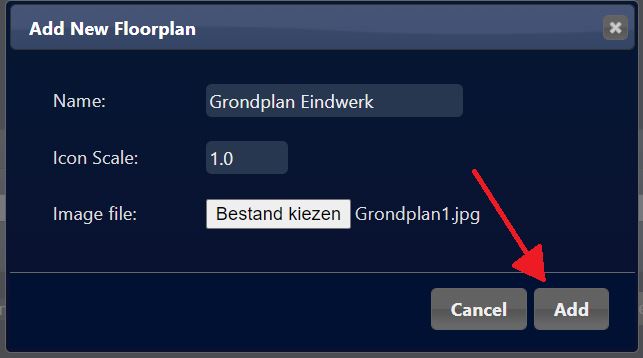 Add New Floorplan
Name: Grondplan Eindwerk
Icon Scale: 1.0
Image file: Bestand kiezen Grondplan1.jpg
Cancel Add